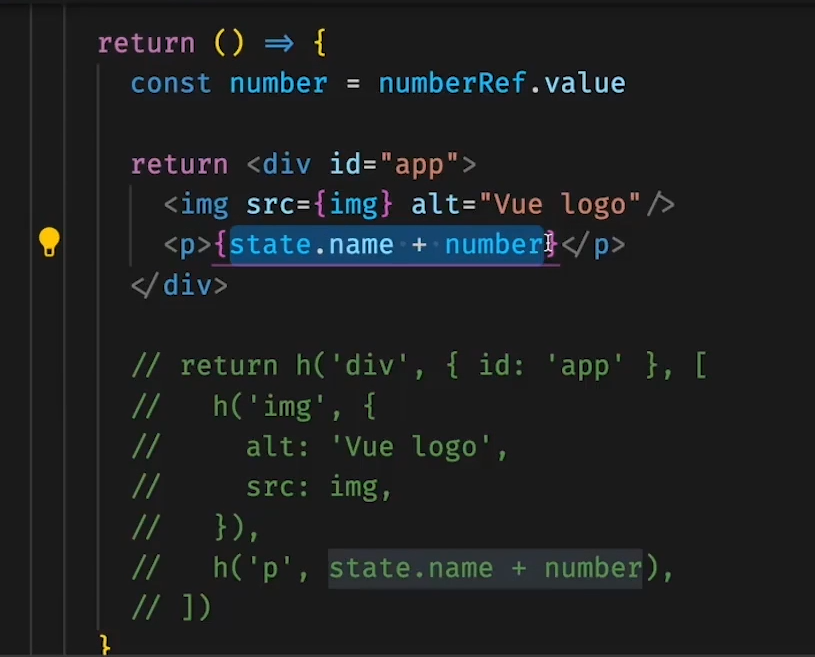 return () => {
const number = numberRef.value
return <div id="app">
<img src={img} alt="Vue logo"/>
<p>{state.name + number}</p>
</div>
// return h('div', { id: 'app' }, [
//   h('img', {
//     alt: 'Vue logo',
//     src: img,
//   }),
//   h('p', state.name + number),
// ])
}